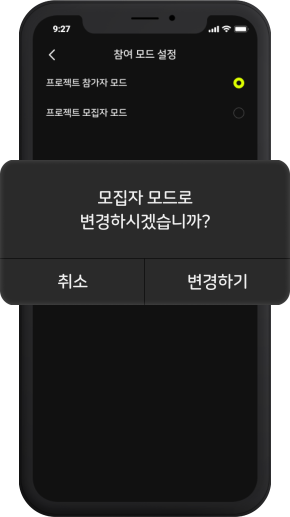 9:27
참여 모드 설정
프로젝트 참가자 모드
프로젝트 모집자 모드
모집자 모드로
변경하시겠습니까?
취소
변경하기